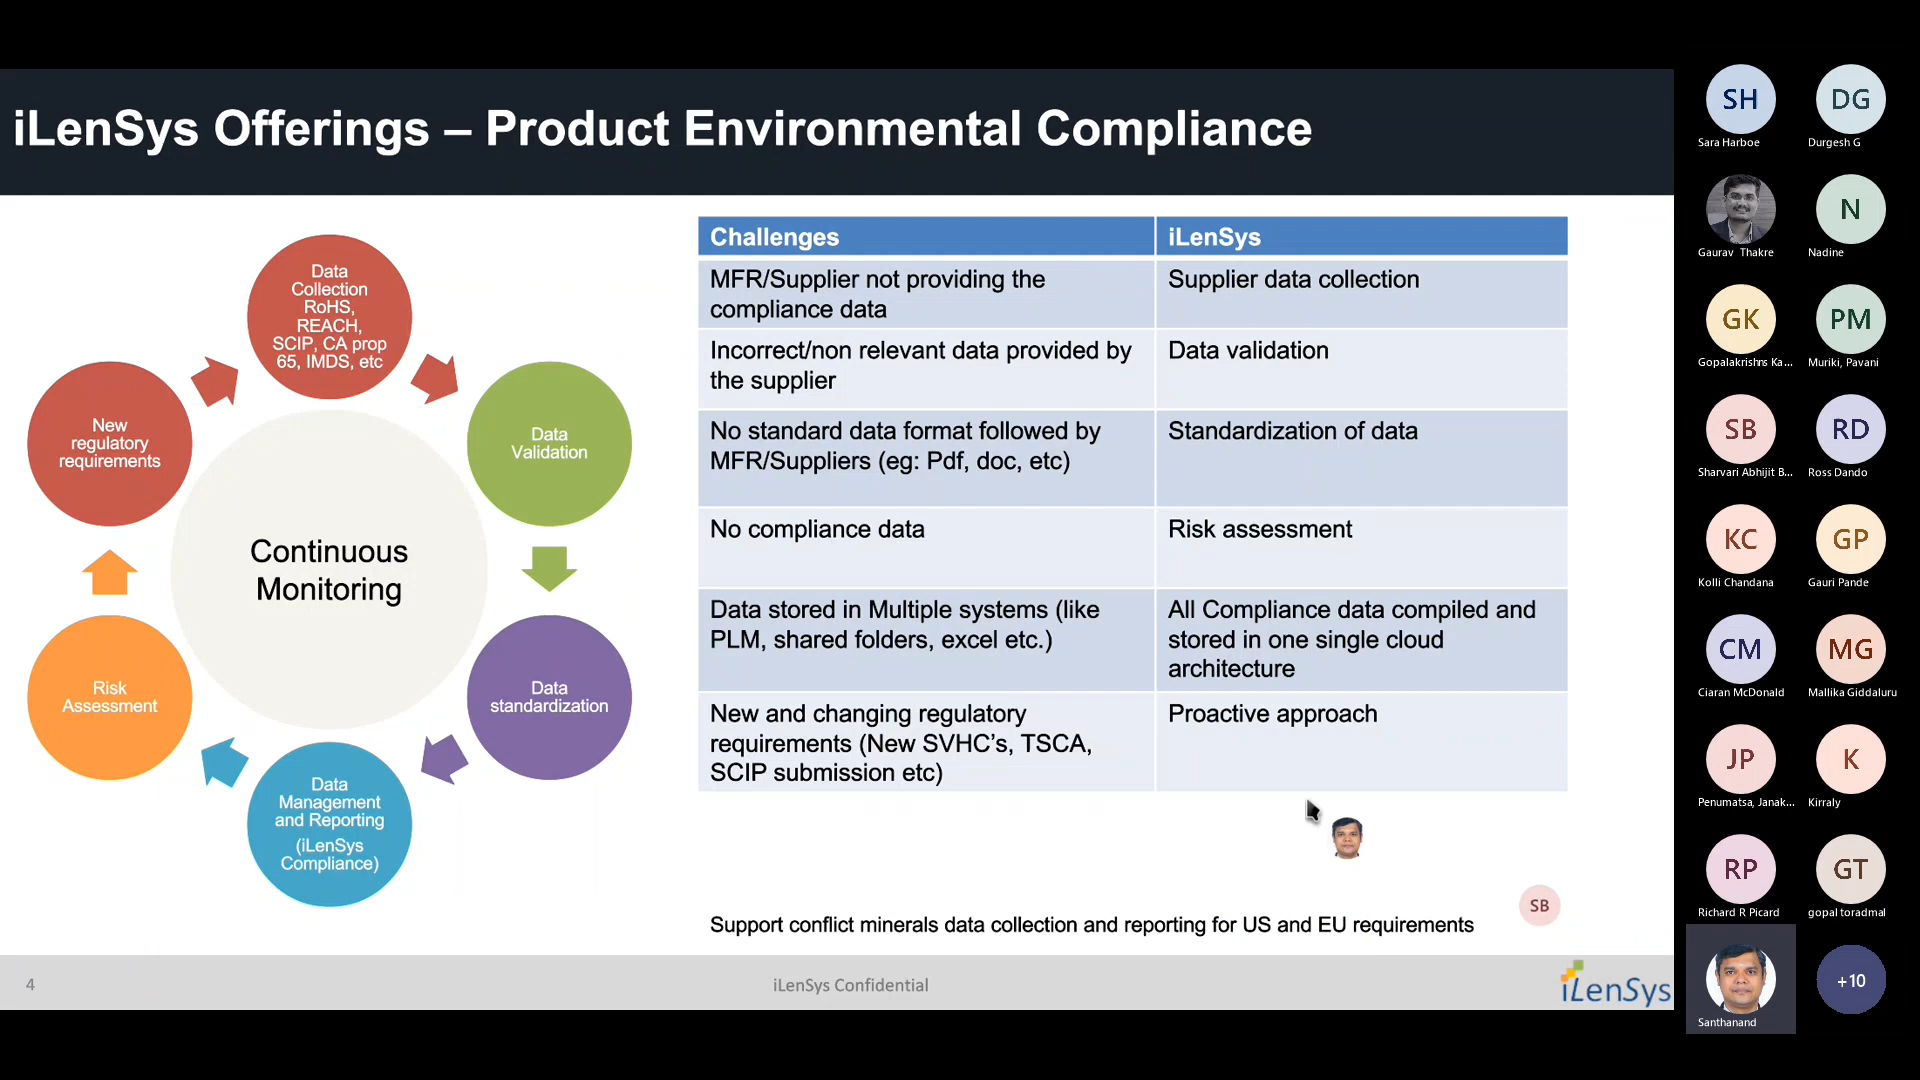 iLenSys Offerings – Product Environmental Compliance
Data
Collection
RoHS,
REACH,
SCIP, CA prop
65, IMDS, etc
Data
Validation
Data
standardization
Data
Management
and Reporting
(iLenSys
Compliance)
Risk
Assessment
New
regulatory
requirements
Continuous
Monitoring
Challenges
iLenSys
MFR/Supplier not providing the
compliance data
Supplier data collection
Incorrect/non relevant data provided by
the supplier
Data validation
No standard data format followed by
MFR/Suppliers (eg: Pdf, doc, etc)
Standardization of data
No compliance data
Risk assessment
Data stored in Multiple systems (like
PLM, shared folders, excel etc.)
All Compliance data compiled and
stored in one single cloud
architecture
New and changing regulatory
requirements (New SVHC's, TSCA,
SCIP submission etc)
Proactive approach
SB
Support conflict minerals data collection and reporting for US and EU requirements
4
iLenSys Confidential
iLenSys
SH
Sara Harboe
DG
Durgesh G
Gaurav Thakre
N
Nadine
GK
Gopalakrishns Ka...
PM
Muriki, Pavani
SB
Sharvari Abhijit B...
RD
Ross Dando
KC
Kolli Chandana
GP
Gauri Pande
CM
Ciaran McDonald
MG
Mallika Giddaluru
JP
Penumatsa, Janak...
K
Kirraly
RP
Richard R Picard
GT
gopal toradmal
Santhanand
+10